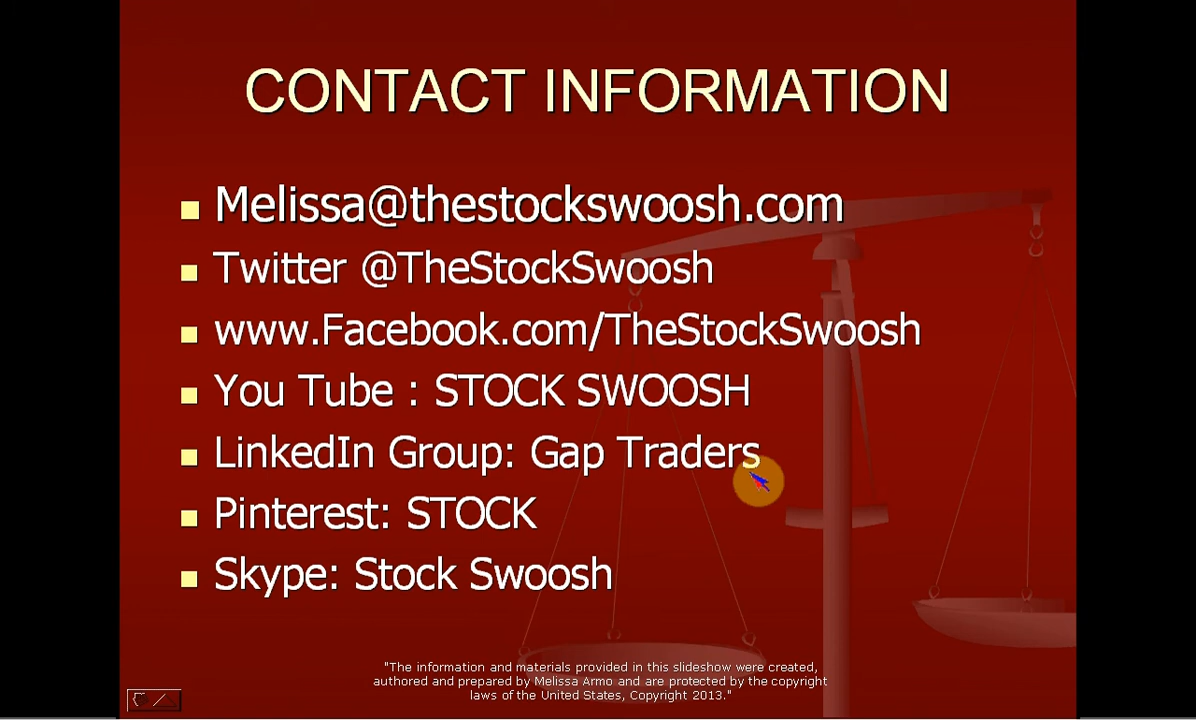 CONTACT INFORMATION
Melissa@thestockswoosh.com
Twitter @TheStockSwoosh
www.Facebook.com/TheStockSwoosh
You Tube : STOCK SWOOSH
LinkedIn Group: Gap Traders
Pinterest: STOCK
Skype: Stock Swoosh
"The information and materials provided in this slideshow were created,
authored and prepared by Melissa Armo and are protected by the copyright
laws of the United States, Copyright 2013."